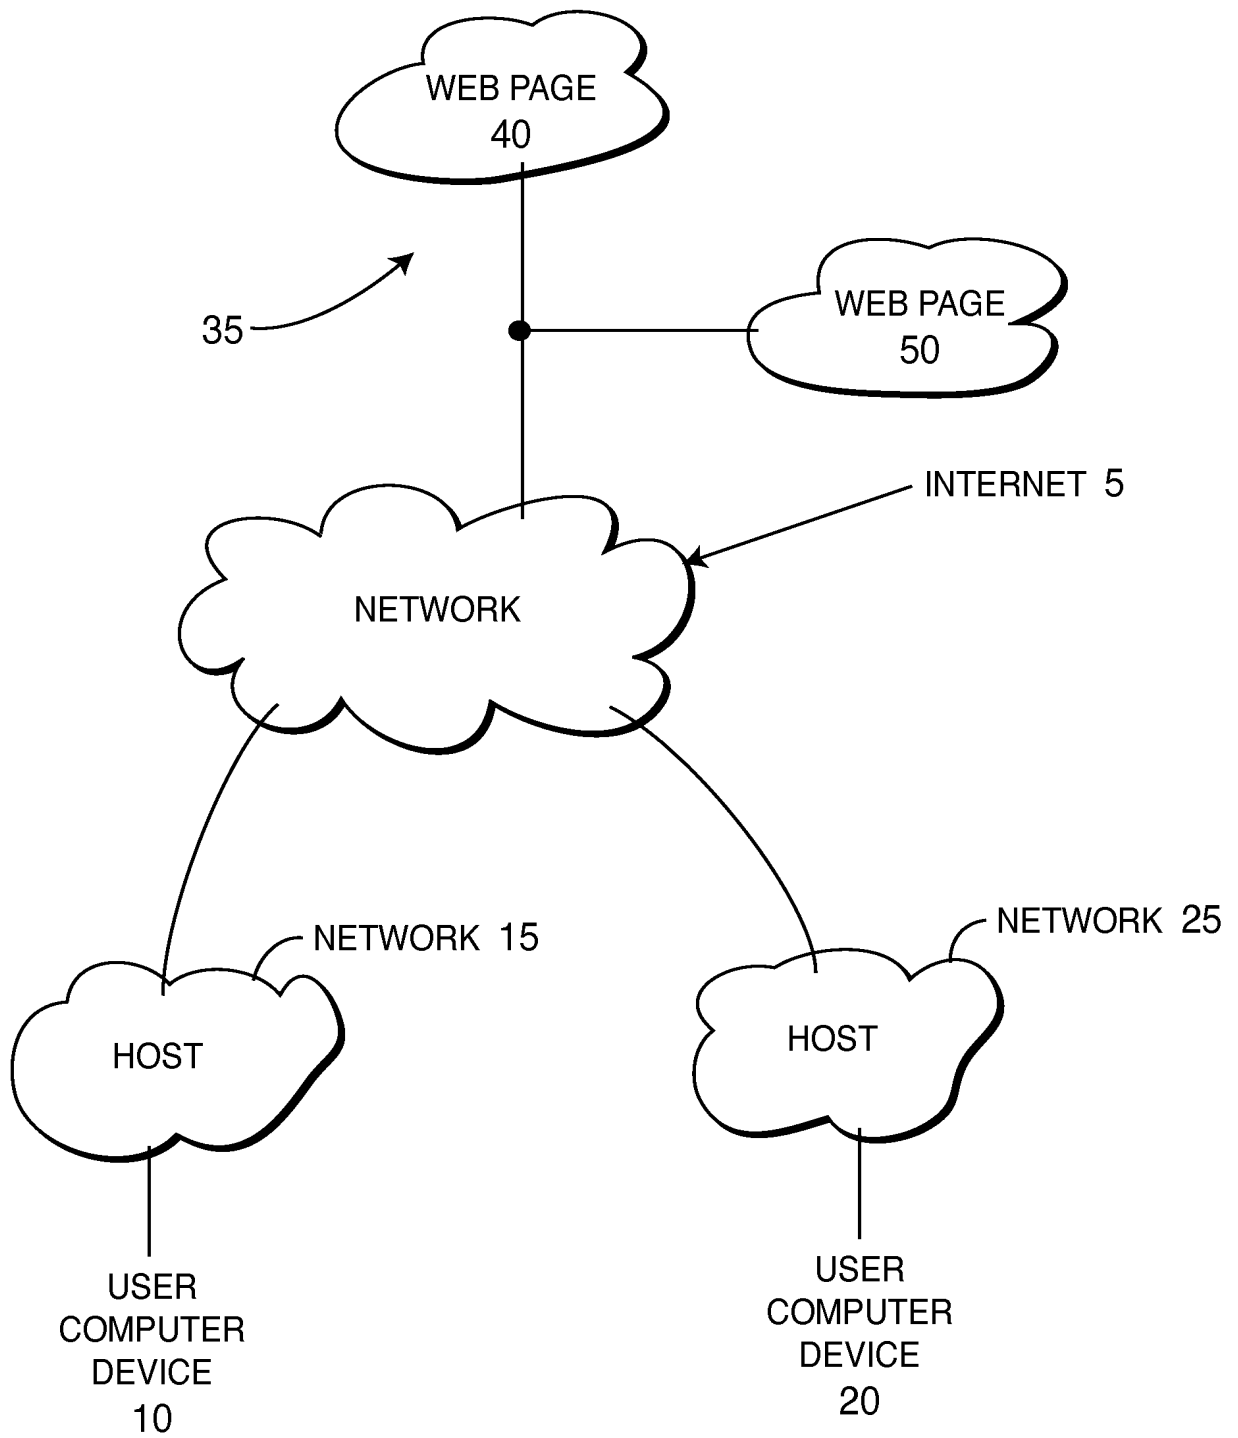 WEB PAGE
40
WEB PAGE
50
35
INTERNET 5
NETWORK
NETWORK 15
NETWORK 25
HOST
HOST
USER
COMPUTER
DEVICE
10
USER
COMPUTER
DEVICE
20